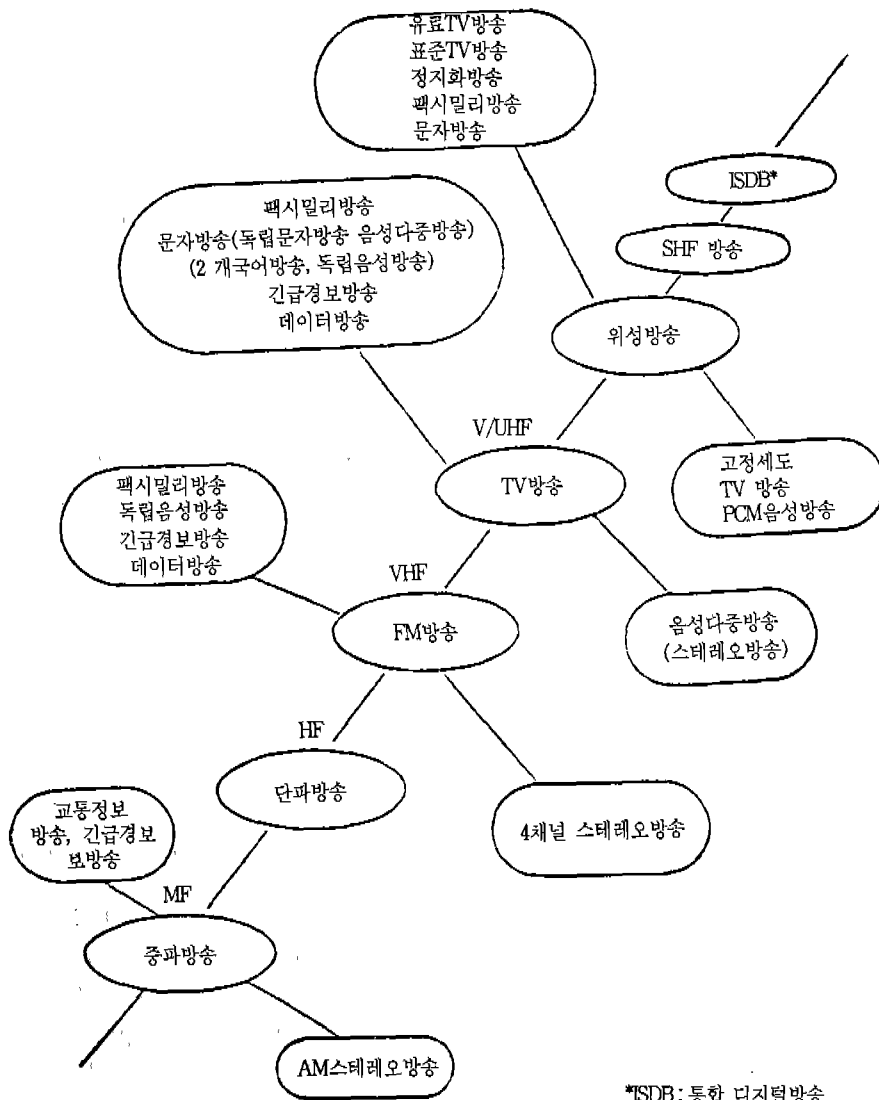 유료TV방송
표준TV방송
정지화방송
팩시밀리방송
문자방송
ISDB*
팩시밀리방송
문자방송(독립문자방송 음성다중방송)
(2 개국어방송, 독립음성방송)
긴급경보방송
데이터방송
SHF 방송
위성방송
V/UHF
TV방송
고정세도
TV 방송
PCM음성방송
팩시밀리방송
독립음성방송
긴급경보방송
데이터방송
VHF
FM방송
음성다중방송
(스테레오방송)
HF
단파방송
4채널 스테레오방송
교통정보
방송, 긴급경보
보방송
MF
중파방송
AM스테레오방송
*ISDB: 통합 디지털방송